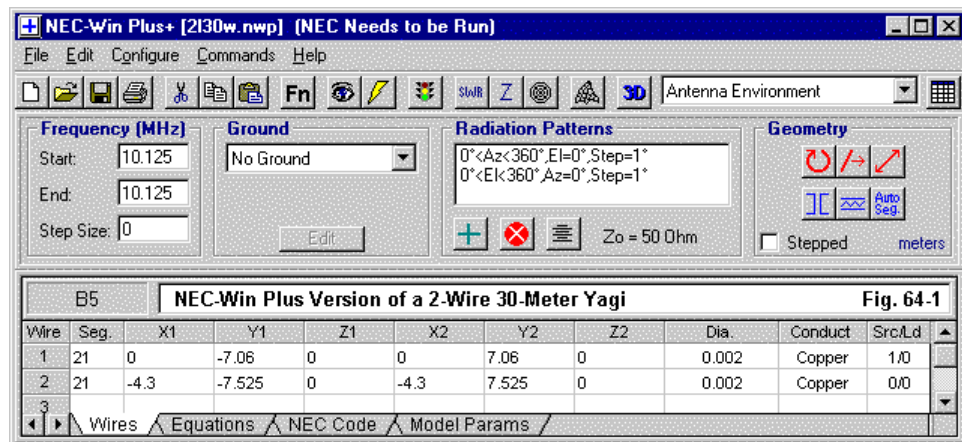 NEC-Win Plus+ [2l30w.nwp] (NEC Needs to be Run)
File Edit Configure Commands Help
Fn SWR Z 3D Antenna Environment
Frequency (MHz) Ground Radiation Patterns Geometry
Start: 10.125 No Ground 0°<Az<360°,El=0°,Step=1°
0°<El<360°,Az=0°,Step=1°
End: 10.125
Step Size: 0 Edit Zo = 50 Ohm Auto Seg.
Stepped meters
B5 NEC-Win Plus Version of a 2-Wire 30-Meter Yagi Fig. 64-1
Wire Seg. X1 Y1 Z1 X2 Y2 Z2 Dia. Conduct Src/Ld
1 21 0 -7.06 0 0 7.06 0 0.002 Copper 1/0
2 21 -4.3 -7.525 0 -4.3 7.525 0 0.002 Copper 0/0
3
Wires Equations NEC Code Model Params